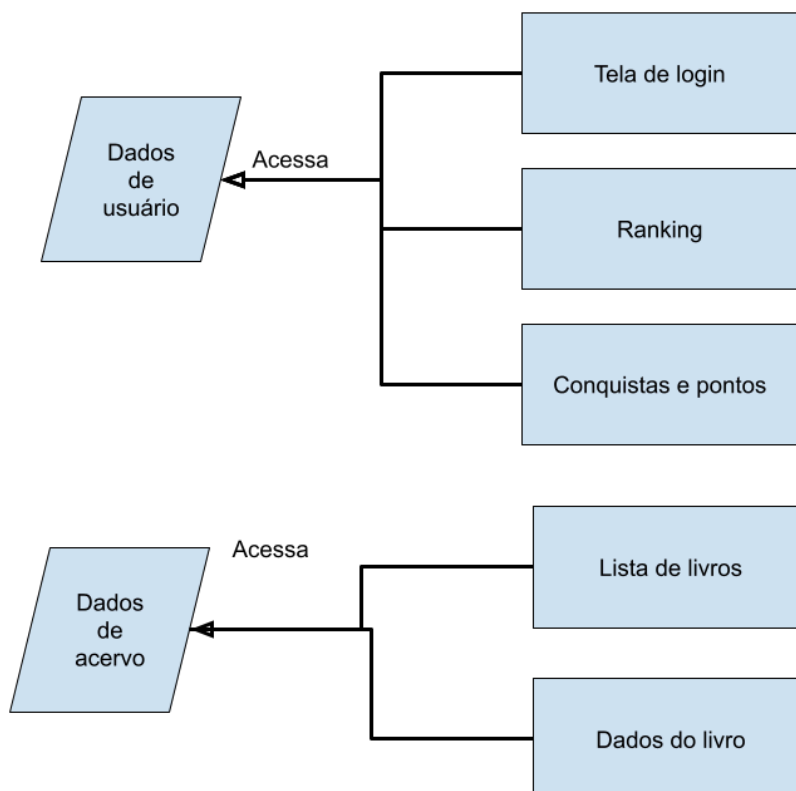 Tela de login
Dados
de
usuário
Acessa
Ranking
Conquistas e pontos
Lista de livros
Acessa
Dados
de
acervo
Dados do livro